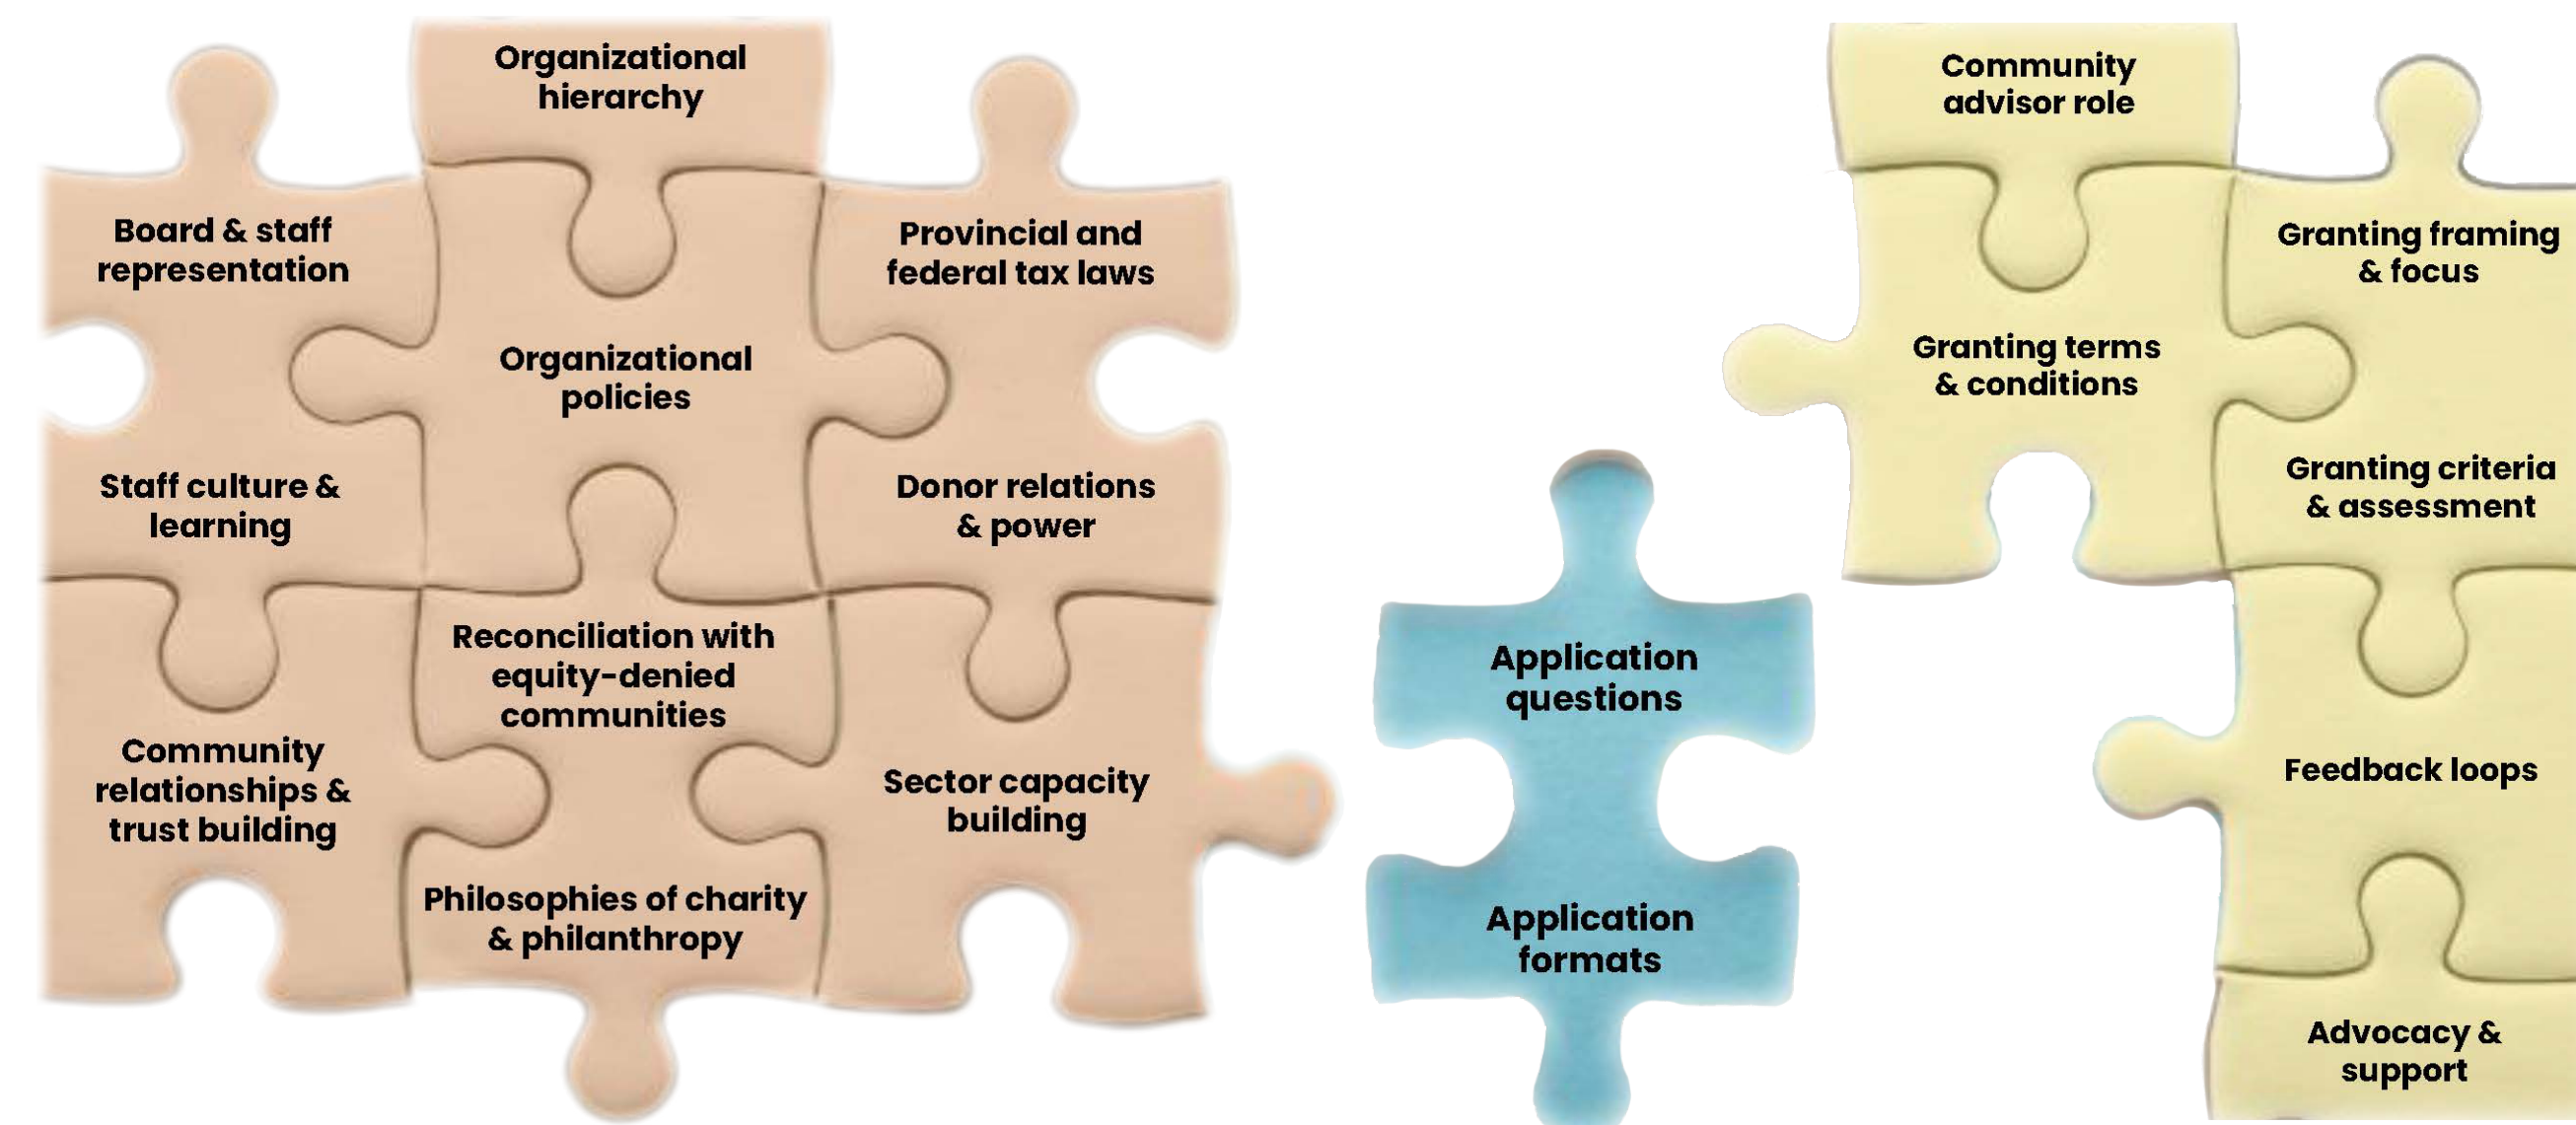 Organizational
hierarchy
Board & staff
representation
Provincial and
federal tax laws
Organizational
policies
Staff culture &
learning
Donor relations
& power
Reconciliation with
equity-denied
communities
Community
relationships &
trust building
Sector capacity
building
Philosophies of charity
& philanthropy
Application
questions
Application
formats
Community
advisor role
Granting framing
& focus
Granting terms
& conditions
Granting criteria
& assessment
Feedback loops
Advocacy &
support